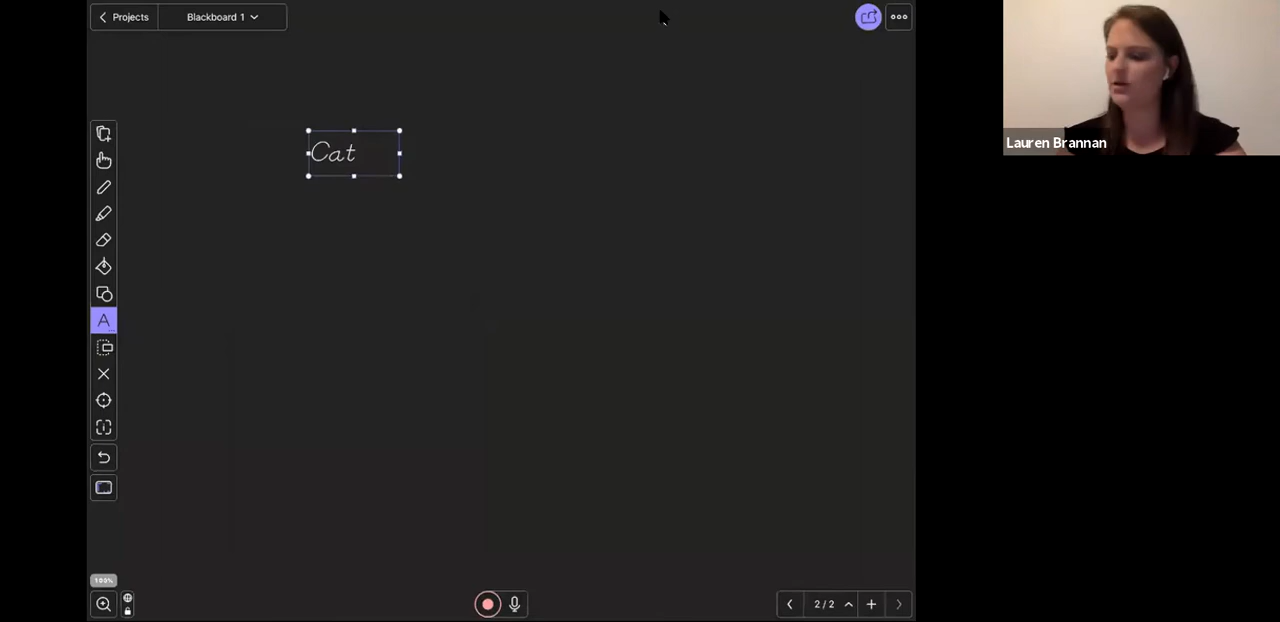 Projects
Blackboard 1
Cat
Lauren Brannan
A
100%
2 / 2